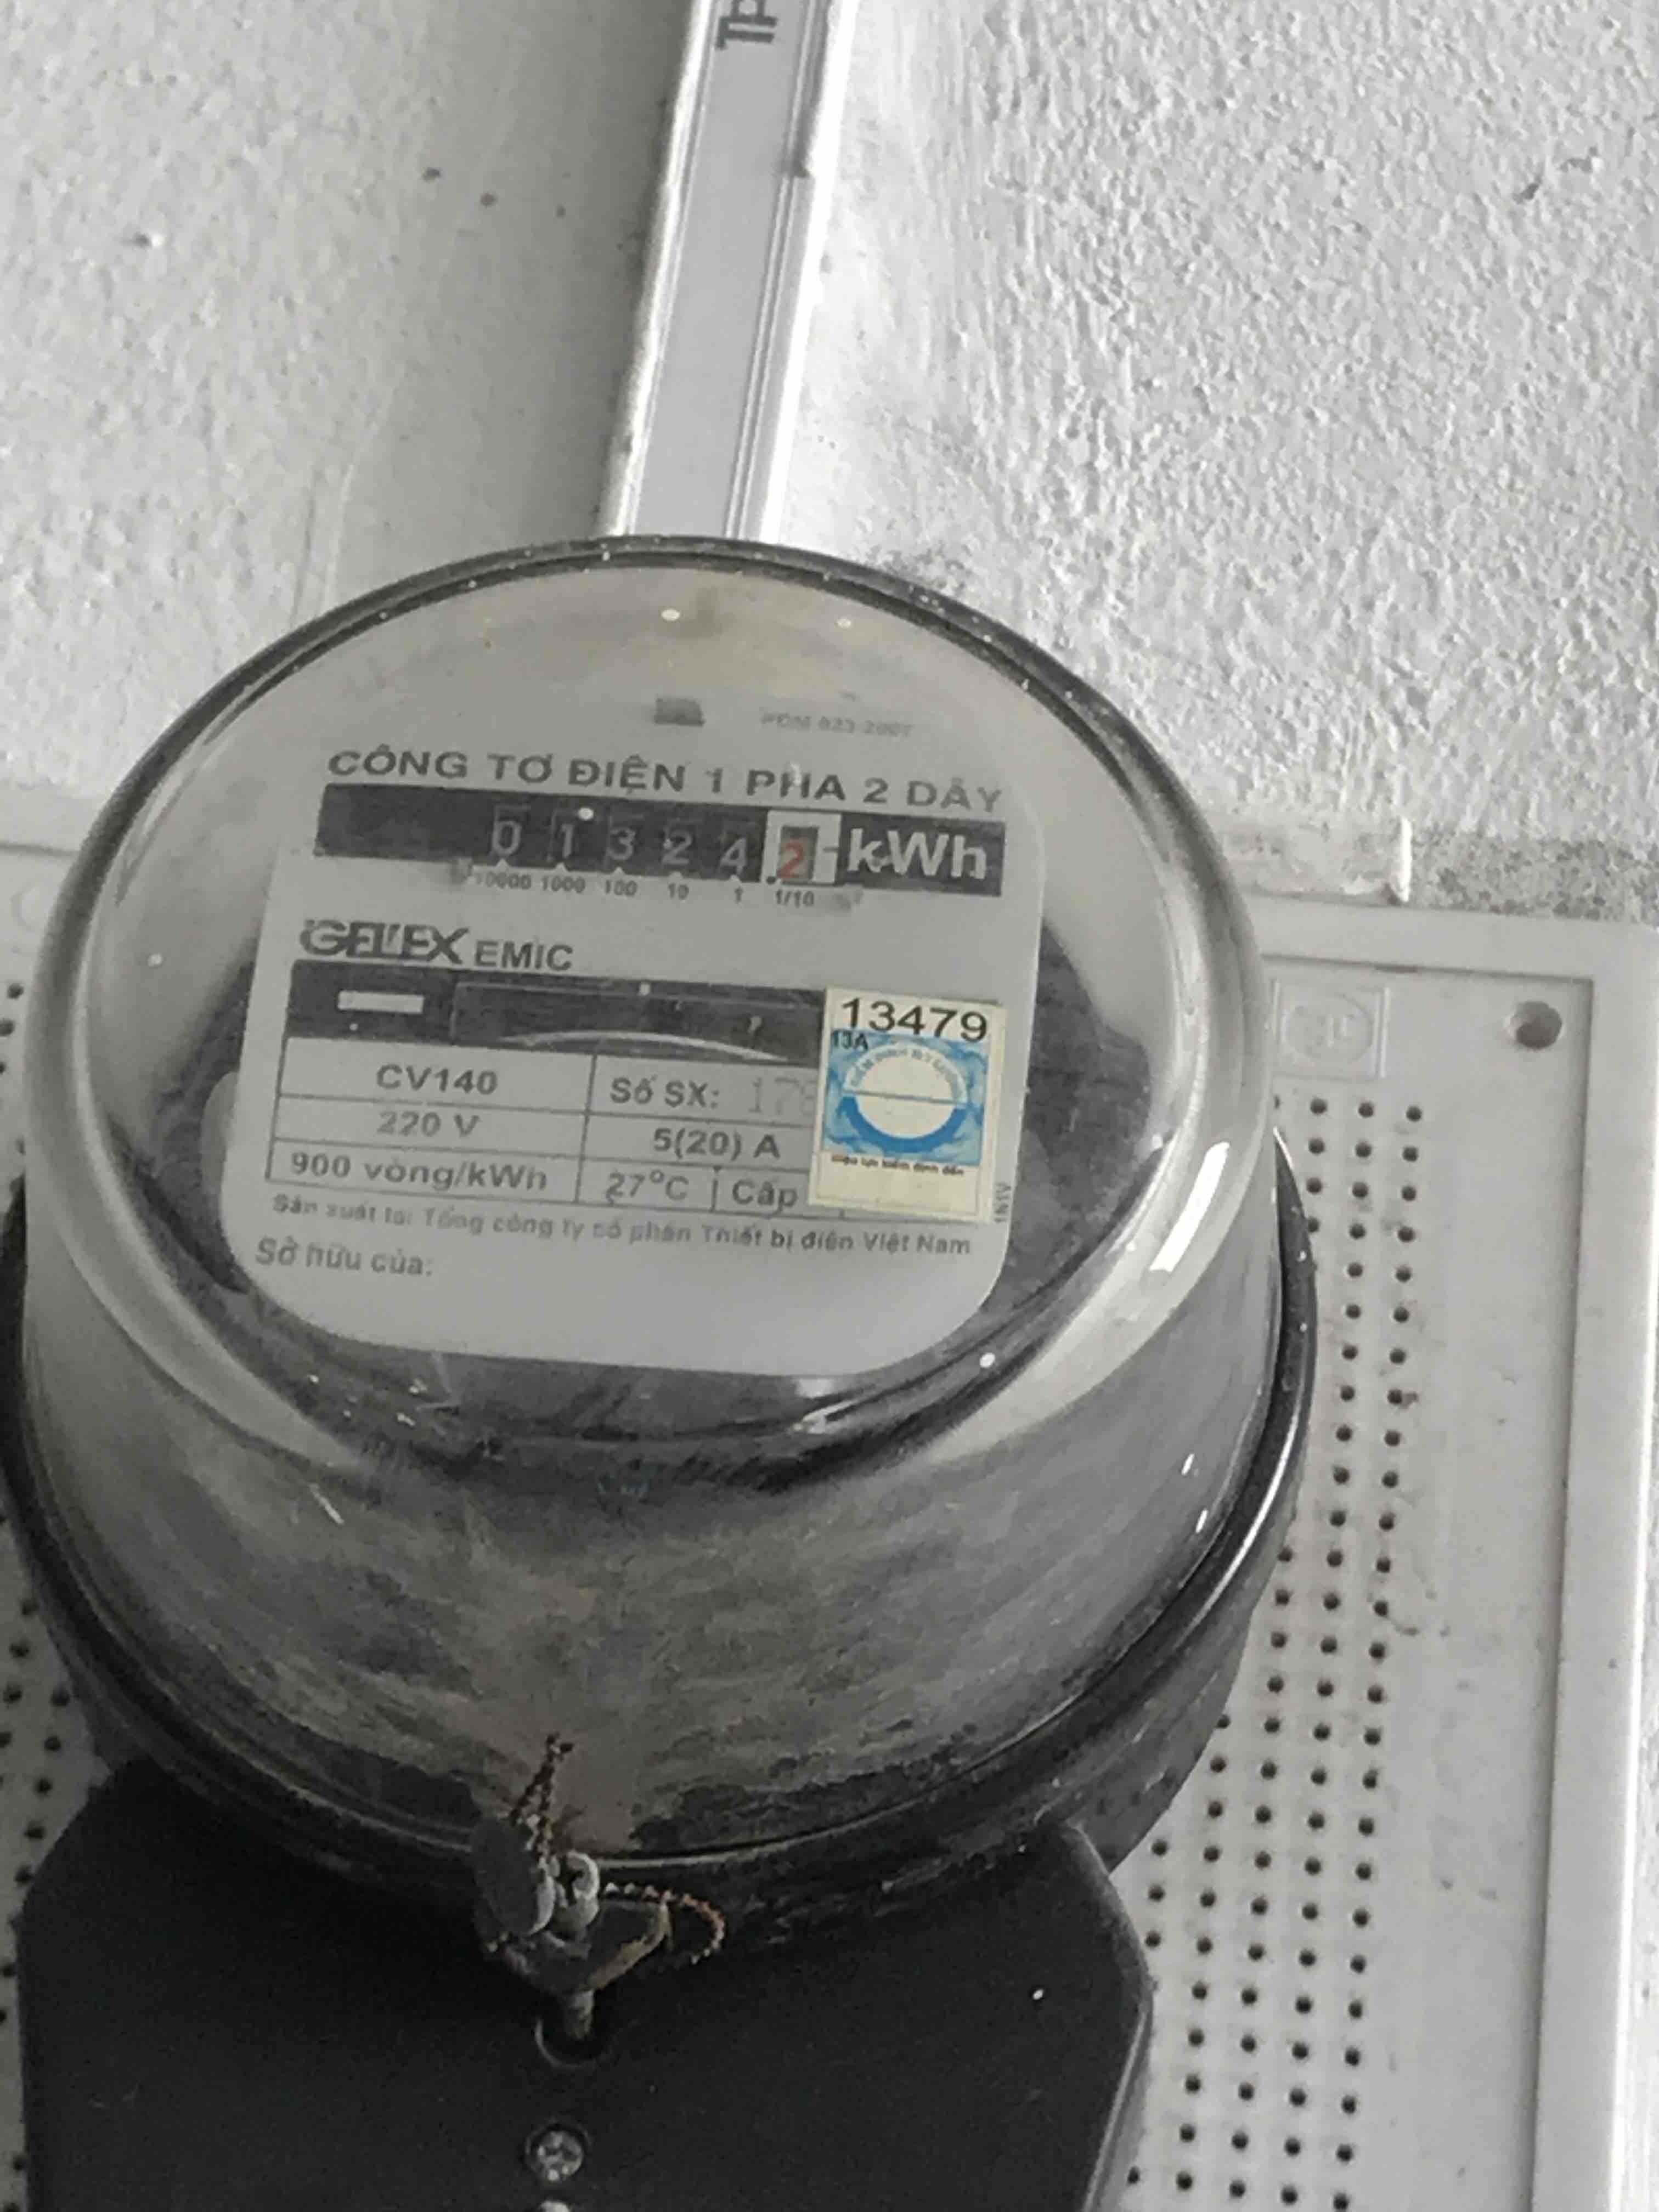 CÔNG TƠ ĐIỆN 1 PHA 2 DÂY
0 1 3 2 4 2 kWh
10000 1000 100 10 1 1/10
GELEX EMIC
13479
13A
CV140 Số SX: 178
220 V 5(20) A
900 vòng/kWh 27°C Cấp
Sản xuất tại Tổng công ty cổ phần Thiết bị điện Việt Nam
Sở hữu của: